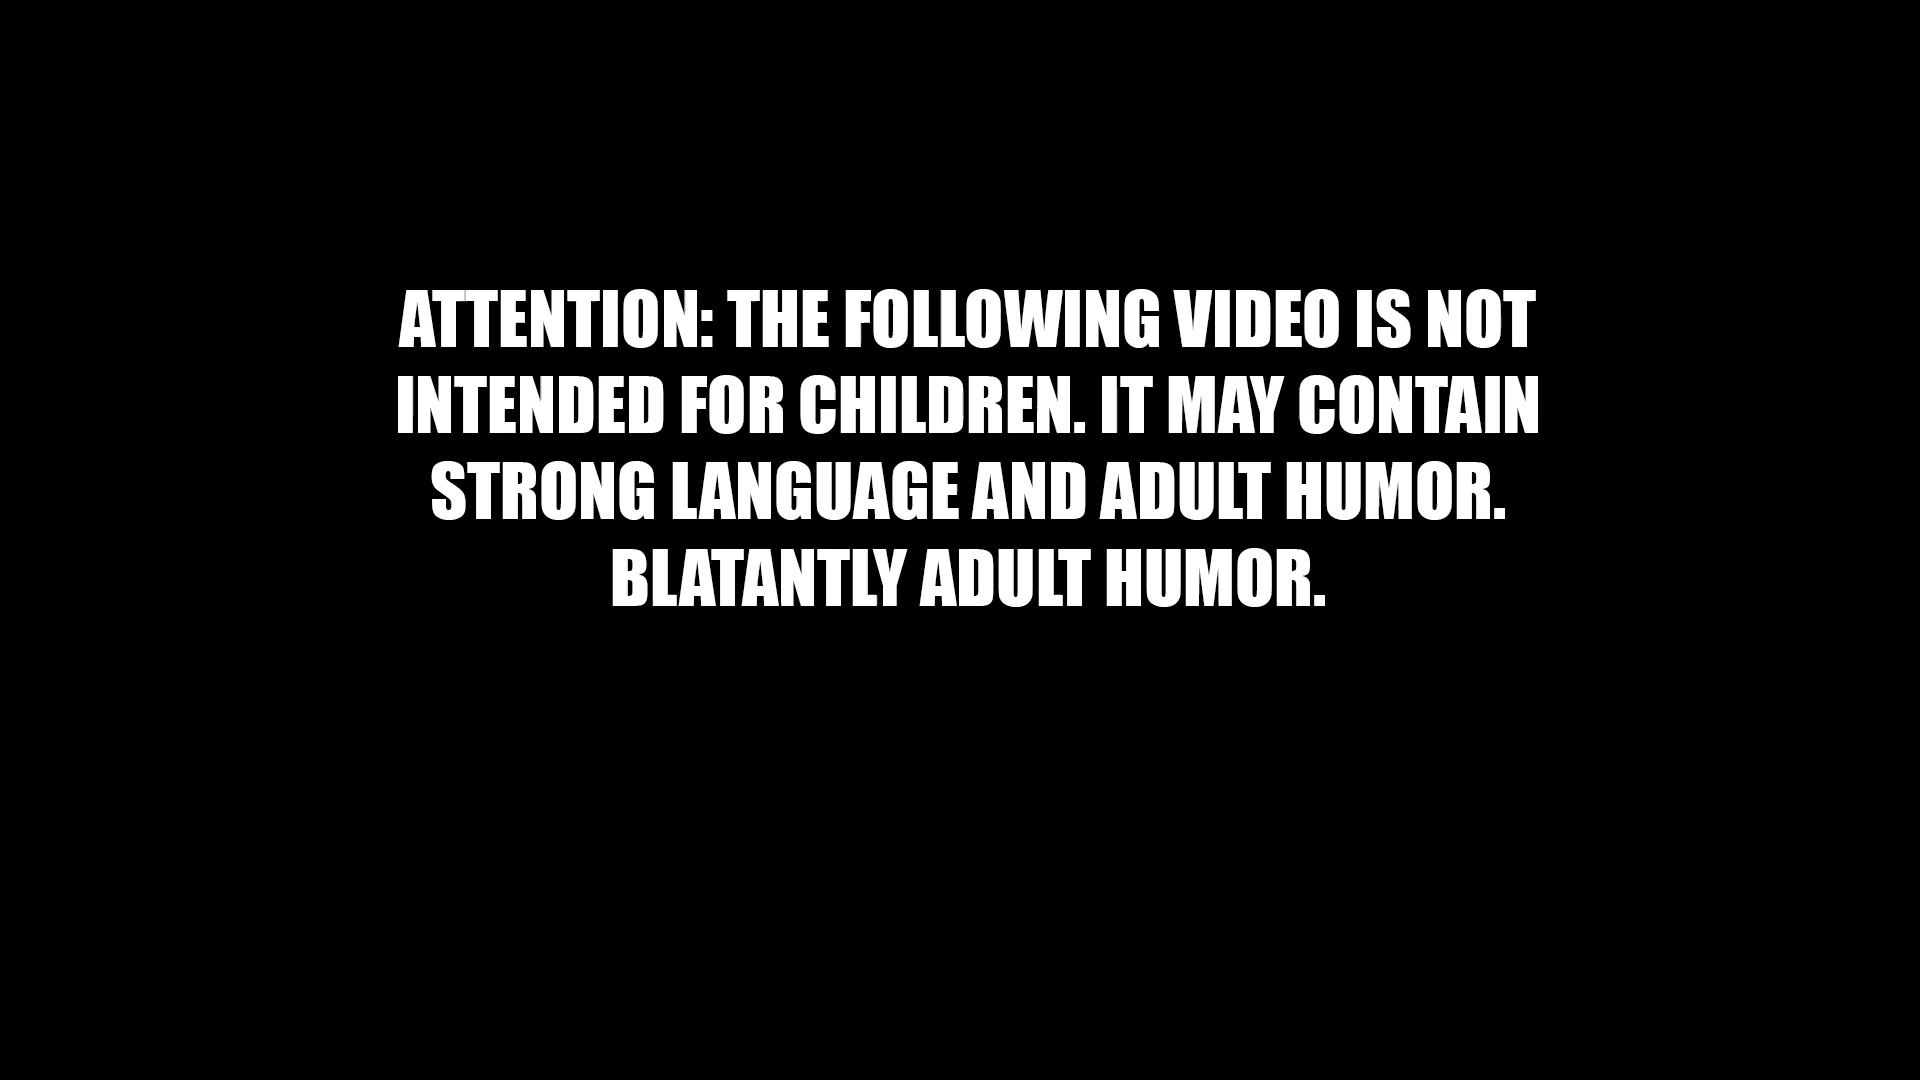 ATTENTION: THE FOLLOWING VIDEO IS NOT
INTENDED FOR CHILDREN. IT MAY CONTAIN
STRONG LANGUAGE AND ADULT HUMOR.
BLATANTLY ADULT HUMOR.